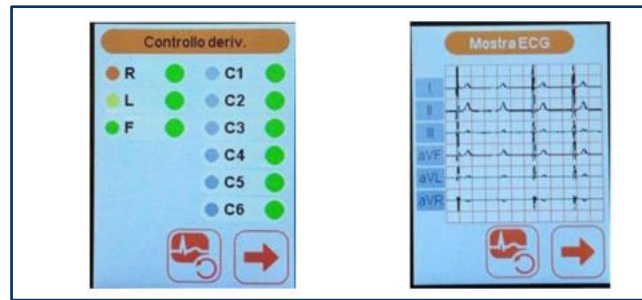 Controllo deriv.
R C1
L C2
F C3
C4
C5
C6
Mostra ECG
I
II
III
aVF
aVL
aVR